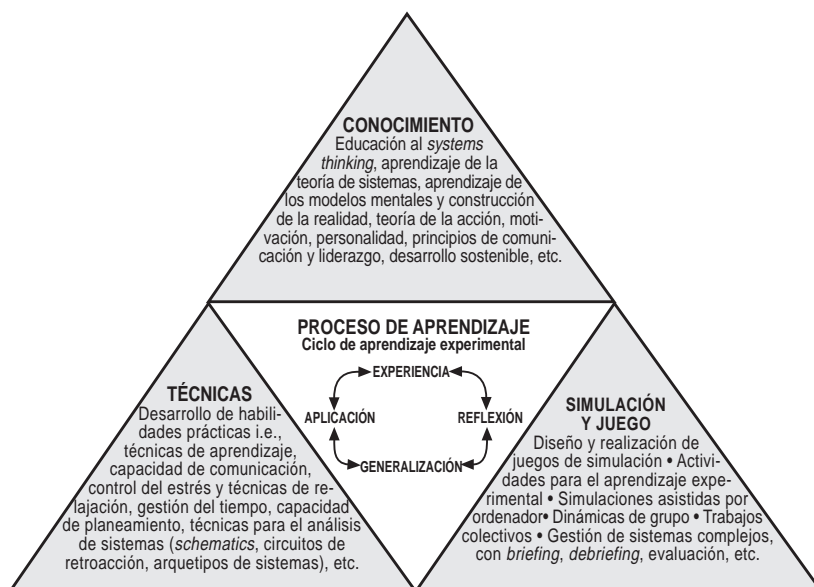 CONOCIMIENTO
Educación al systems
thinking, aprendizaje de la
teoría de sistemas, aprendizaje de
los modelos mentales y construcción
de la realidad, teoría de la acción, moti-
vación, personalidad, principios de comuni-
cación y liderazgo, desarrollo sostenible, etc.
PROCESO DE APRENDIZAJE
Ciclo de aprendizaje experimental
EXPERIENCIA
APLICACIÓN
REFLEXIÓN
GENERALIZACIÓN
TÉCNICAS
Desarrollo de habili-
dades prácticas i.e.,
técnicas de aprendizaje,
capacidad de comunicación,
control del estrés y técnicas de re-
lajación, gestión del tiempo, capacidad
de planeamiento, técnicas para el análisis
de sistemas (schematics, circuitos de
retroacción, arquetipos de sistemas), etc.
SIMULACIÓN
Y JUEGO
Diseño y realización de
juegos de simulación • Activi-
dades para el aprendizaje expe-
rimental • Simulaciones asistidas por
ordenador• Dinámicas de grupo • Trabajos
colectivos • Gestión de sistemas complejos,
con briefing, debriefing, evaluación, etc.